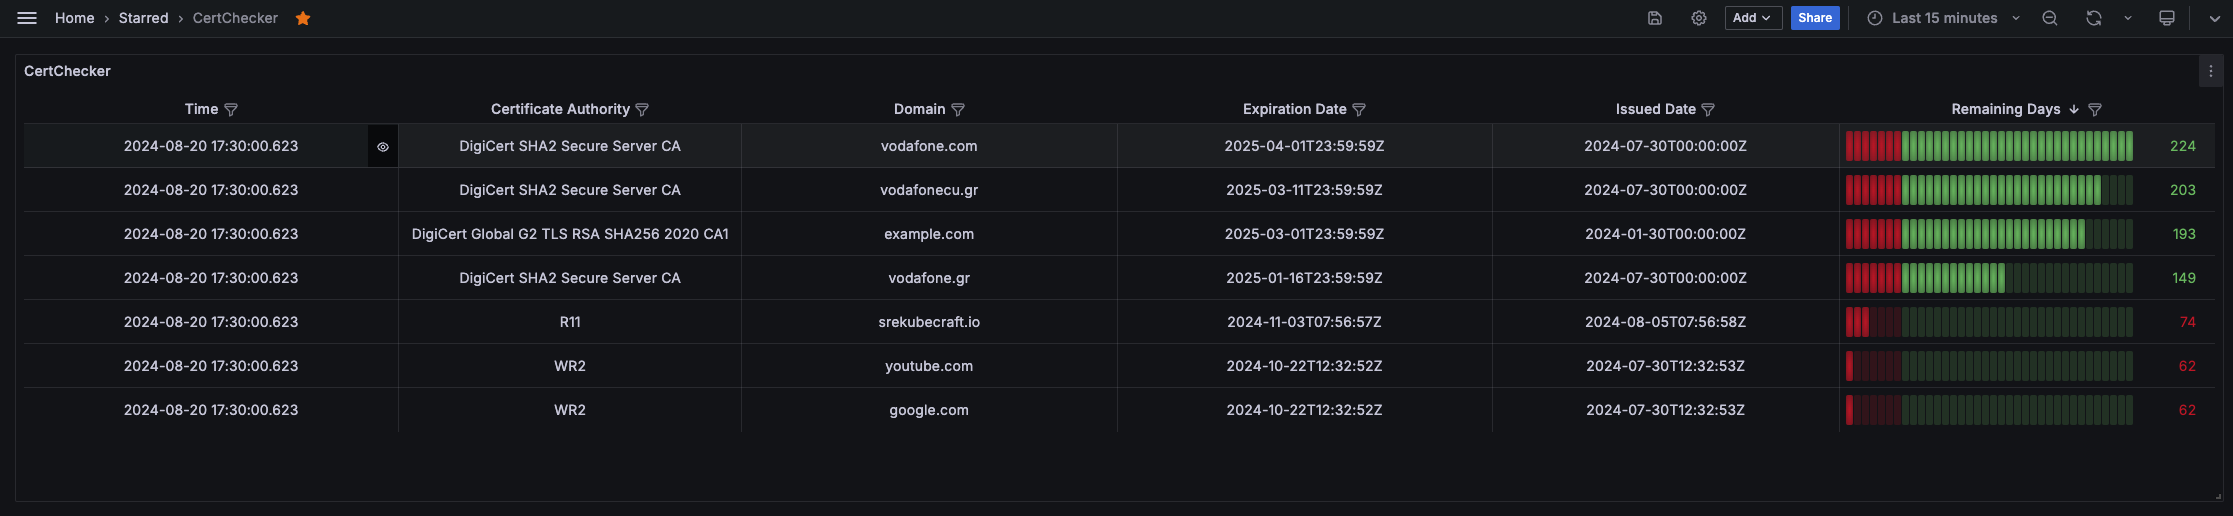 Home › Starred › CertChecker Add Share Last 15 minutes
CertChecker
Time Certificate Authority Domain Expiration Date Issued Date Remaining Days
2024-08-20 17:30:00.623 DigiCert SHA2 Secure Server CA vodafone.com 2025-04-01T23:59:59Z 2024-07-30T00:00:00Z 224
2024-08-20 17:30:00.623 DigiCert SHA2 Secure Server CA vodafonecu.gr 2025-03-11T23:59:59Z 2024-07-30T00:00:00Z 203
2024-08-20 17:30:00.623 DigiCert Global G2 TLS RSA SHA256 2020 CA1 example.com 2025-03-01T23:59:59Z 2024-01-30T00:00:00Z 193
2024-08-20 17:30:00.623 DigiCert SHA2 Secure Server CA vodafone.gr 2025-01-16T23:59:59Z 2024-07-30T00:00:00Z 149
2024-08-20 17:30:00.623 R11 srekubecraft.io 2024-11-03T07:56:57Z 2024-08-05T07:56:58Z 74
2024-08-20 17:30:00.623 WR2 youtube.com 2024-10-22T12:32:52Z 2024-07-30T12:32:53Z 62
2024-08-20 17:30:00.623 WR2 google.com 2024-10-22T12:32:52Z 2024-07-30T12:32:53Z 62